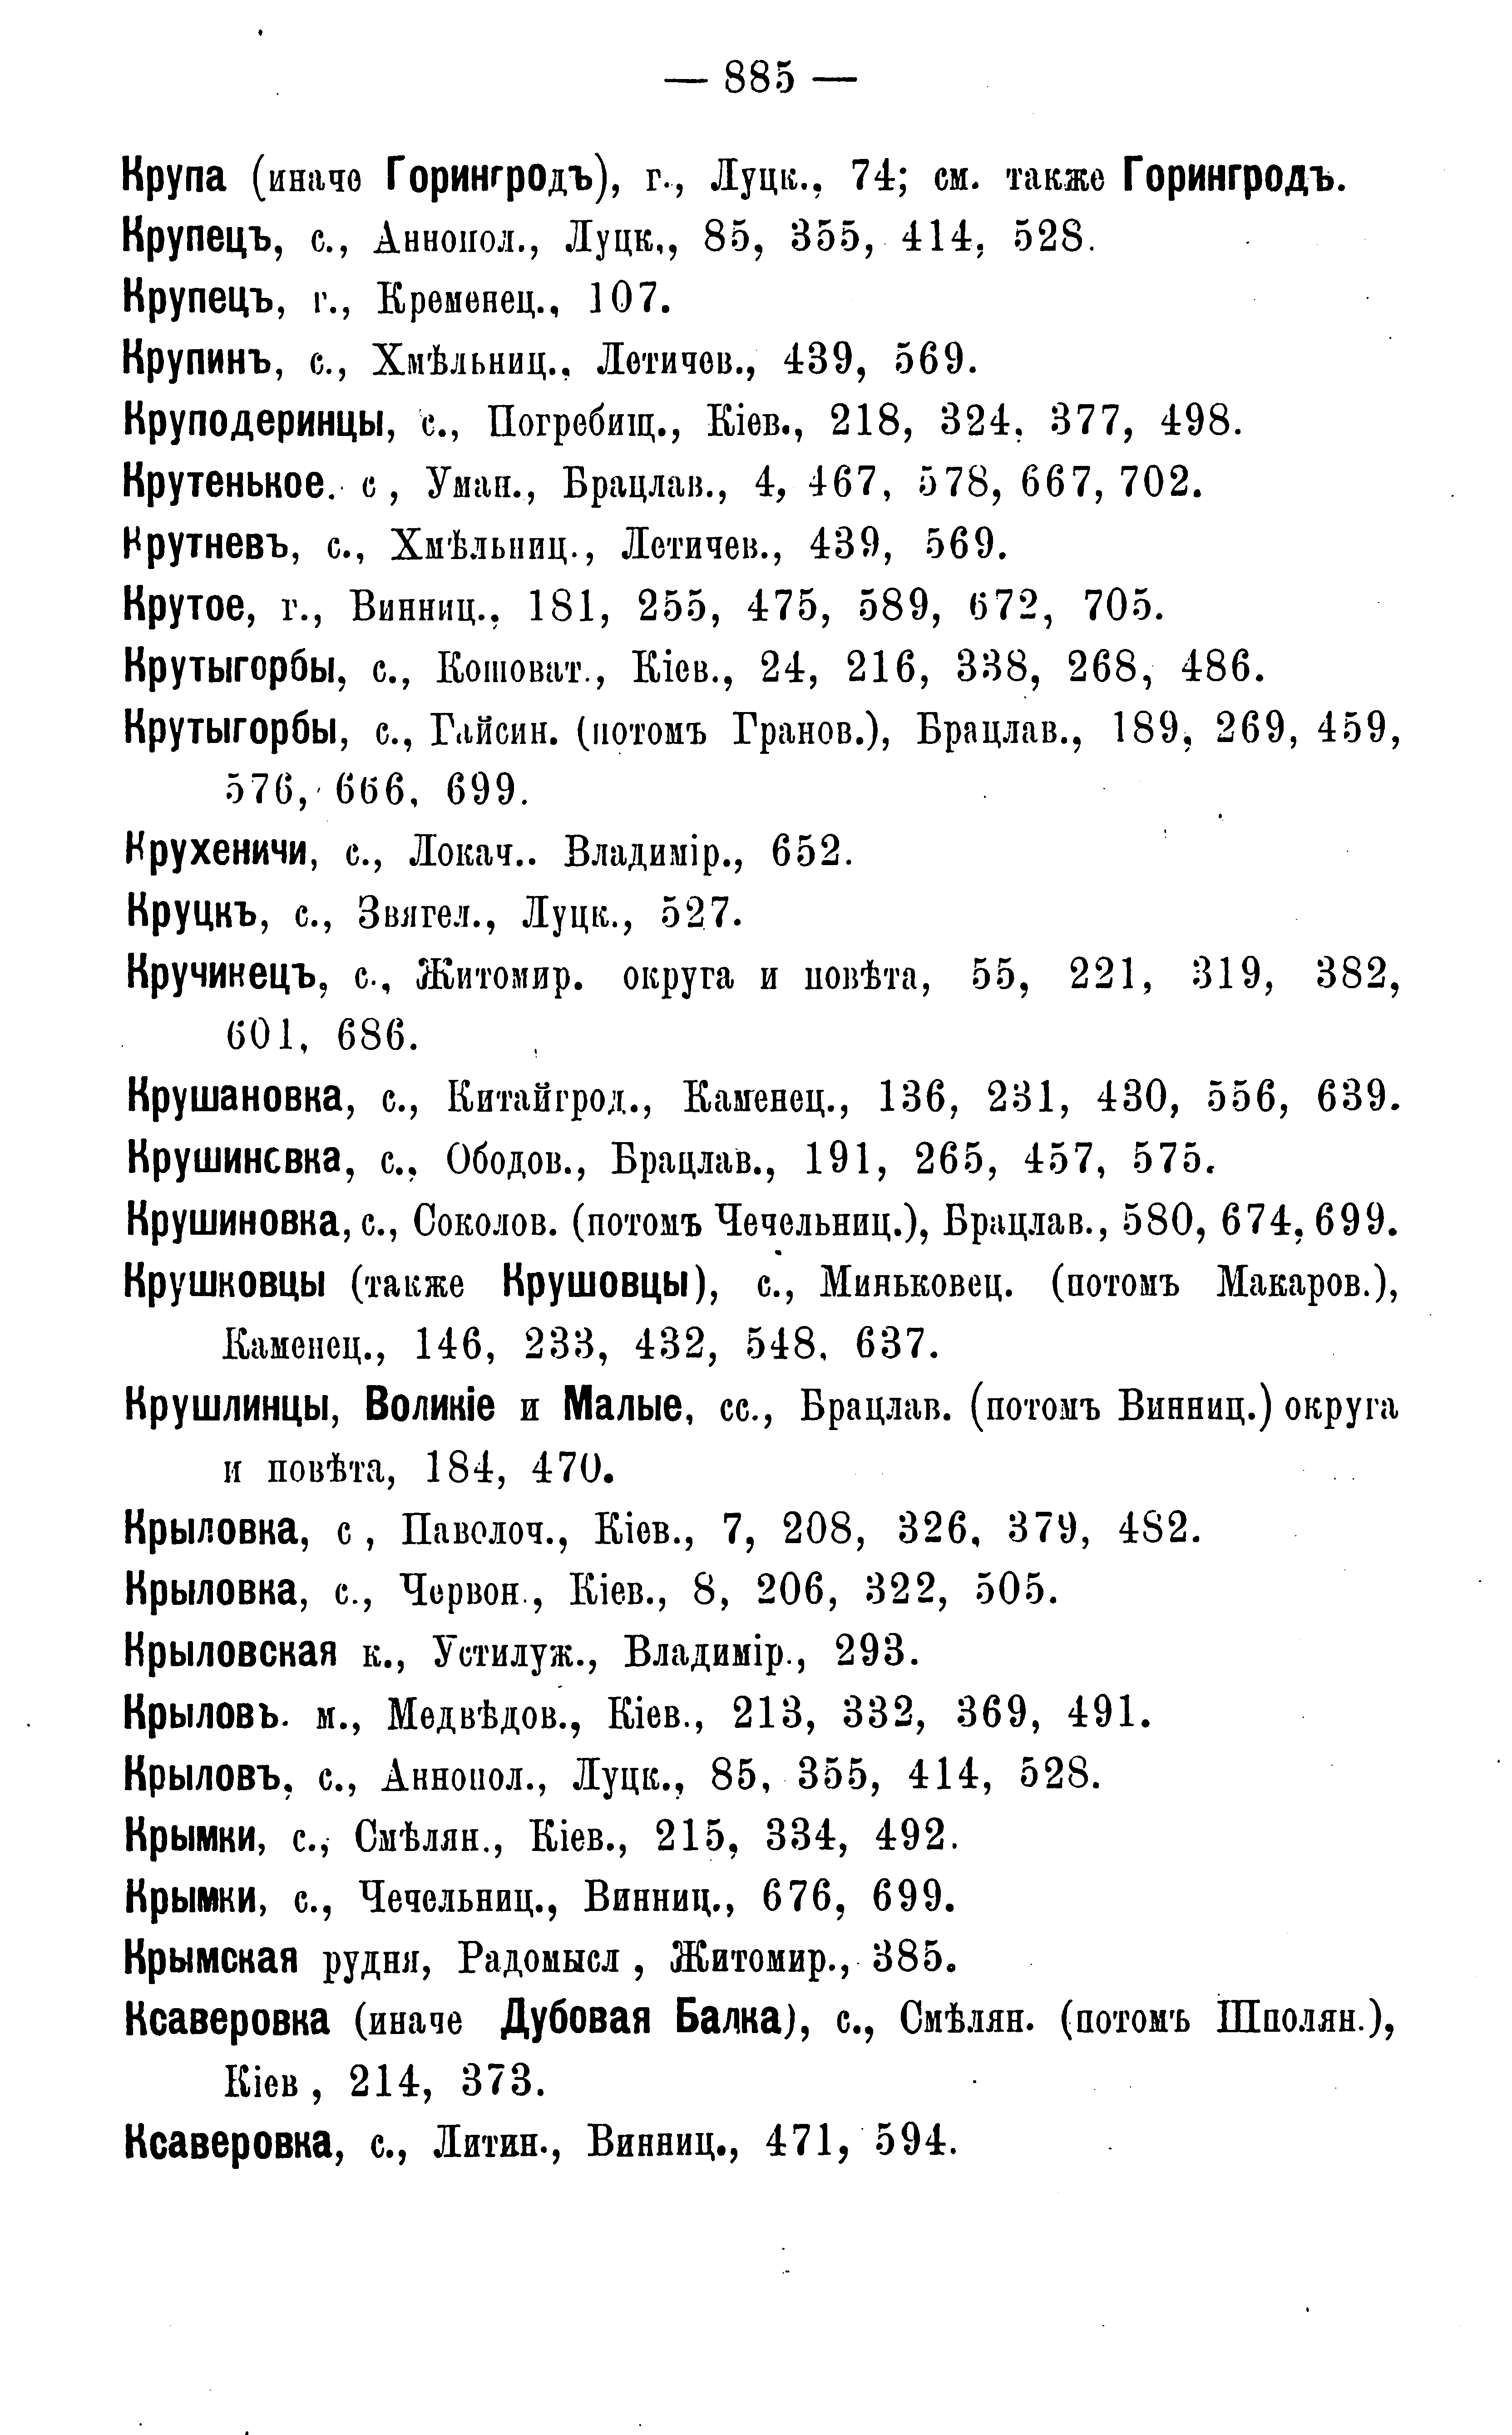 — 885 —
Крупа (иначе Горингродъ), г., Луцк., 74; см. также Горингродъ.
Крупецъ, с., Аннопол., Луцк., 85, 355, 414, 528.
Крупецъ, г., Кременец., 107.
Крупинъ, с., Хмѣльниц., Летичев., 439, 569.
Круподеринцы, с., Погребищ., Кіев., 218, 324, 377, 498.
Крутенькое. с , Уман., Брацлав., 4, 467, 578, 667, 702.
Крутневъ, с., Хмѣльниц., Летичев., 439, 569.
Крутое, г., Винниц., 181, 255, 475, 589, 672, 705.
Крутыгорбы, с., Кошоват., Кіев., 24, 216, 338, 268, 486.
Крутыгорбы, с., Гайсин. (потомъ Гранов.), Брацлав., 189, 269, 459,
576, 666, 699.
Крухеничи, с., Локач.. Владимір., 652.
Круцкъ, с., Звягел., Луцк., 527.
Кручинецъ, с., Житомир. округа и повѣта, 55, 221, 319, 382,
601, 686.
Крушановка, с., Китайгрод., Каменец., 136, 231, 430, 556, 639.
Крушиновка, с., Ободов., Брацлав., 191, 265, 457, 575.
Крушиновка, с., Соколов. (потомъ Чечельниц.), Брацлав., 580, 674, 699.
Крушковцы (также Крушовцы), с., Миньковец. (потомъ Макаров.),
Каменец., 146, 233, 432, 548, 637.
Крушлинцы, Воликіе и Малые, сс., Брацлав. (потомъ Винниц.) округа
и повѣта, 184, 470.
Крыловка, с , Паволоч., Кіев., 7, 208, 326, 379, 482.
Крыловка, с., Червон., Кіев., 8, 206, 322, 505.
Крыловская к., Устилуж., Владимір., 293.
Крыловъ. м., Медвѣдов., Кіев., 213, 332, 369, 491.
Крыловъ, с., Аннопол., Луцк., 85, 355, 414, 528.
Крымки, с., Смѣлян., Кіев., 215, 334, 492.
Крымки, с., Чечельниц., Винниц., 676, 699.
Крымская рудня, Радомысл , Житомир., 385.
Ксаверовка (иначе Дубовая Балка), с., Смѣлян. (потомъ Шполян.),
Кіев , 214, 373.
Ксаверовка, с., Литин., Винниц., 471, 594.